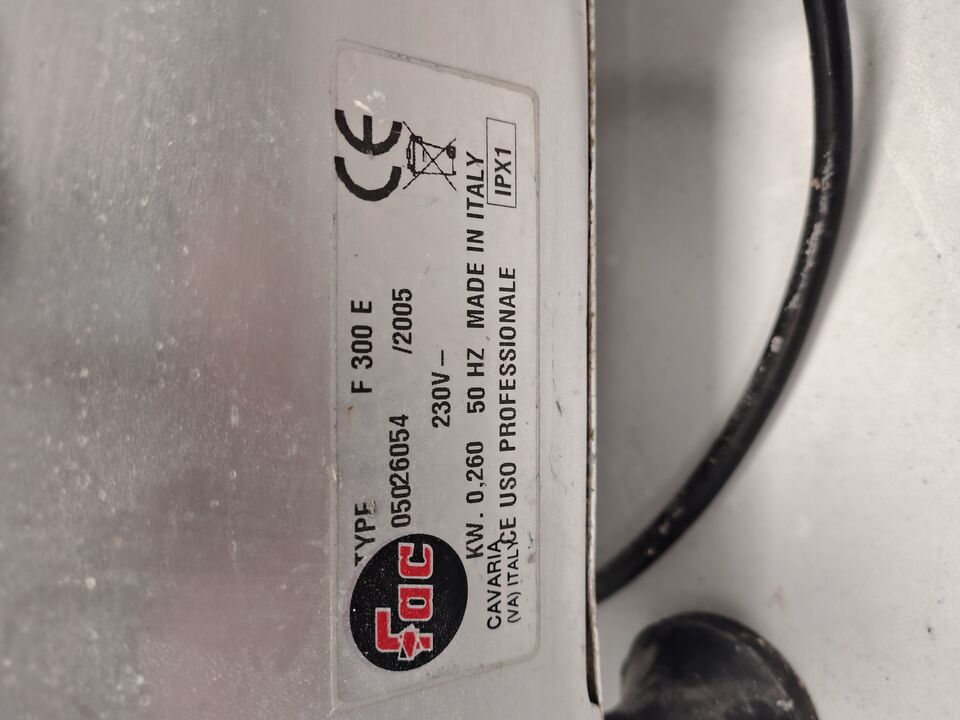 Fac
TYPE F 300 E
05026054 /2005
230V –
KW. 0,260 50 HZ MADE IN ITALY
CE USO PROFESSIONALE
IPX1
CAVARIA
(VA) ITALY
CE